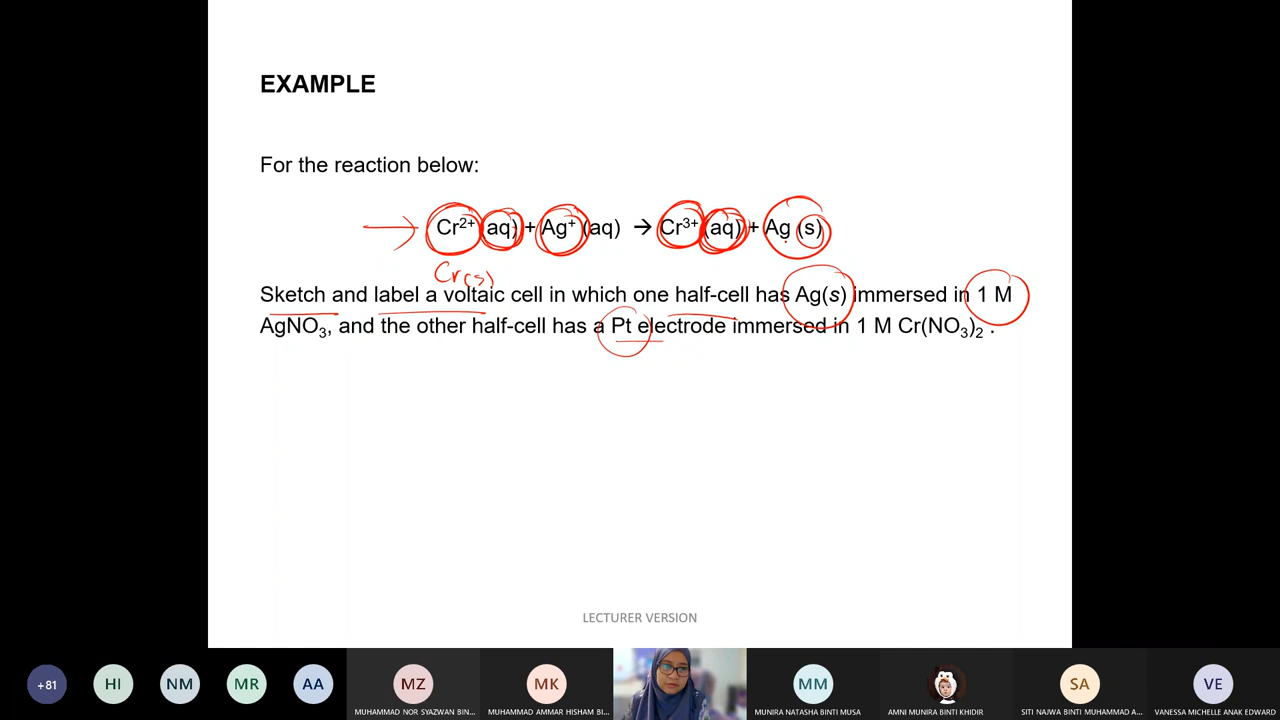 EXAMPLE
For the reaction below:
Cr²⁺ (aq) + Ag⁺ (aq) → Cr³⁺ (aq) + Ag (s)
Cr(s)
Sketch and label a voltaic cell in which one half-cell has Ag(s) immersed in 1 M
AgNO₃, and the other half-cell has a Pt electrode immersed in 1 M Cr(NO₃)₂ .
LECTURER VERSION
+81 HI NM MR AA MZ MK MM SA VE
MUHAMMAD NOR SYAZWAN BIN... MUHAMMAD AMMAR HISHAM BI... MUNIRA NATASHA BINTI MUSA AMNI MUNIRA BINTI KHIDIR SITI NAJWA BINTI MUHAMMAD A... VANESSA MICHELLE ANAK EDWARD